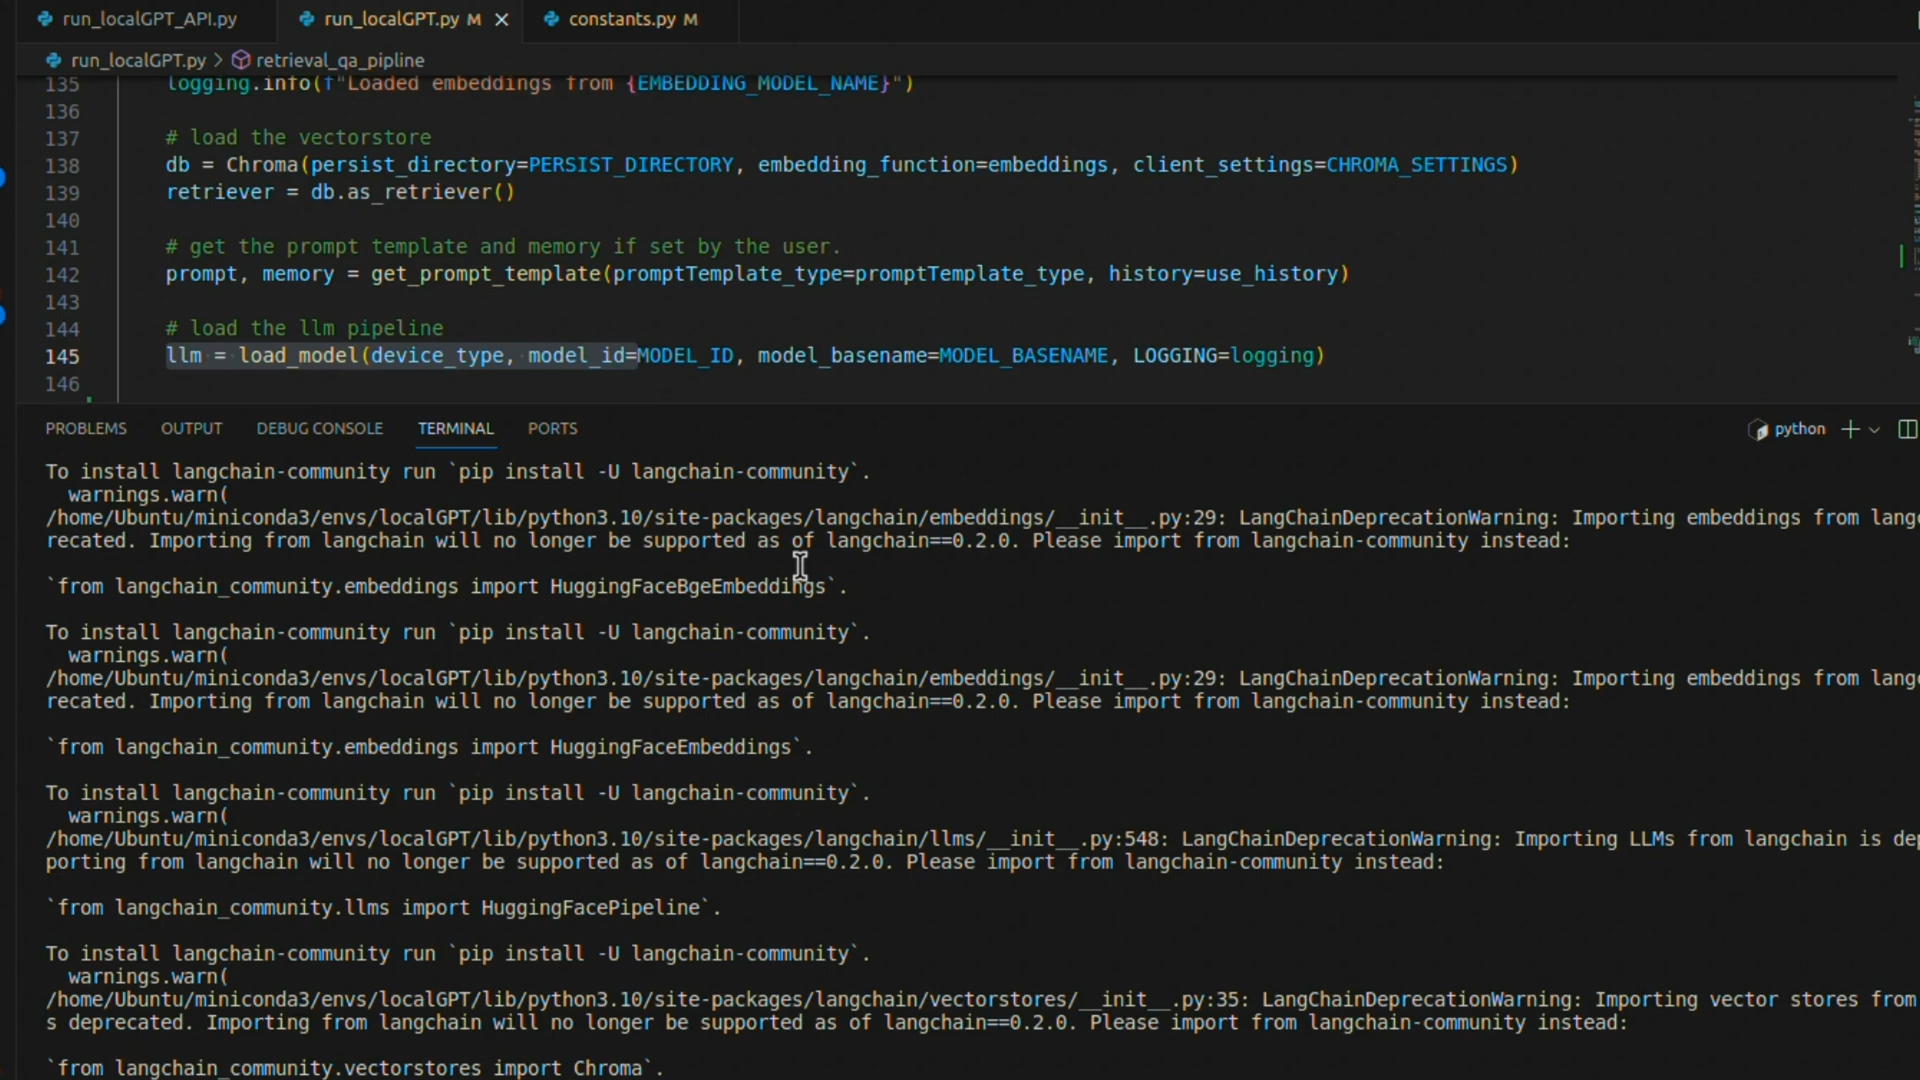 run_localGPT_API.py
run_localGPT.py M
constants.py M
run_localGPT.py > retrieval_qa_pipline
135 logging.info(f"Loaded embeddings from {EMBEDDING_MODEL_NAME}")
136
137 # load the vectorstore
138 db = Chroma(persist_directory=PERSIST_DIRECTORY, embedding_function=embeddings, client_settings=CHROMA_SETTINGS)
139 retriever = db.as_retriever()
140
141 # get the prompt template and memory if set by the user.
142 prompt, memory = get_prompt_template(promptTemplate_type=promptTemplate_type, history=use_history)
143
144 # load the llm pipeline
145 llm = load_model(device_type, model_id=MODEL_ID, model_basename=MODEL_BASENAME, LOGGING=logging)
146
PROBLEMS OUTPUT DEBUG CONSOLE TERMINAL PORTS python
To install langchain-community run `pip install -U langchain-community`.
warnings.warn(
/home/Ubuntu/miniconda3/envs/localGPT/lib/python3.10/site-packages/langchain/embeddings/__init__.py:29: LangChainDeprecationWarning: Importing embeddings from lang
recated. Importing from langchain will no longer be supported as of langchain==0.2.0. Please import from langchain-community instead:
`from langchain_community.embeddings import HuggingFaceBgeEmbeddings`.
To install langchain-community run `pip install -U langchain-community`.
warnings.warn(
/home/Ubuntu/miniconda3/envs/localGPT/lib/python3.10/site-packages/langchain/embeddings/__init__.py:29: LangChainDeprecationWarning: Importing embeddings from lang
recated. Importing from langchain will no longer be supported as of langchain==0.2.0. Please import from langchain-community instead:
`from langchain_community.embeddings import HuggingFaceEmbeddings`.
To install langchain-community run `pip install -U langchain-community`.
warnings.warn(
/home/Ubuntu/miniconda3/envs/localGPT/lib/python3.10/site-packages/langchain/llms/__init__.py:548: LangChainDeprecationWarning: Importing LLMs from langchain is dep
porting from langchain will no longer be supported as of langchain==0.2.0. Please import from langchain-community instead:
`from langchain_community.llms import HuggingFacePipeline`.
To install langchain-community run `pip install -U langchain-community`.
warnings.warn(
/home/Ubuntu/miniconda3/envs/localGPT/lib/python3.10/site-packages/langchain/vectorstores/__init__.py:35: LangChainDeprecationWarning: Importing vector stores from
s deprecated. Importing from langchain will no longer be supported as of langchain==0.2.0. Please import from langchain-community instead:
`from langchain_community.vectorstores import Chroma`.